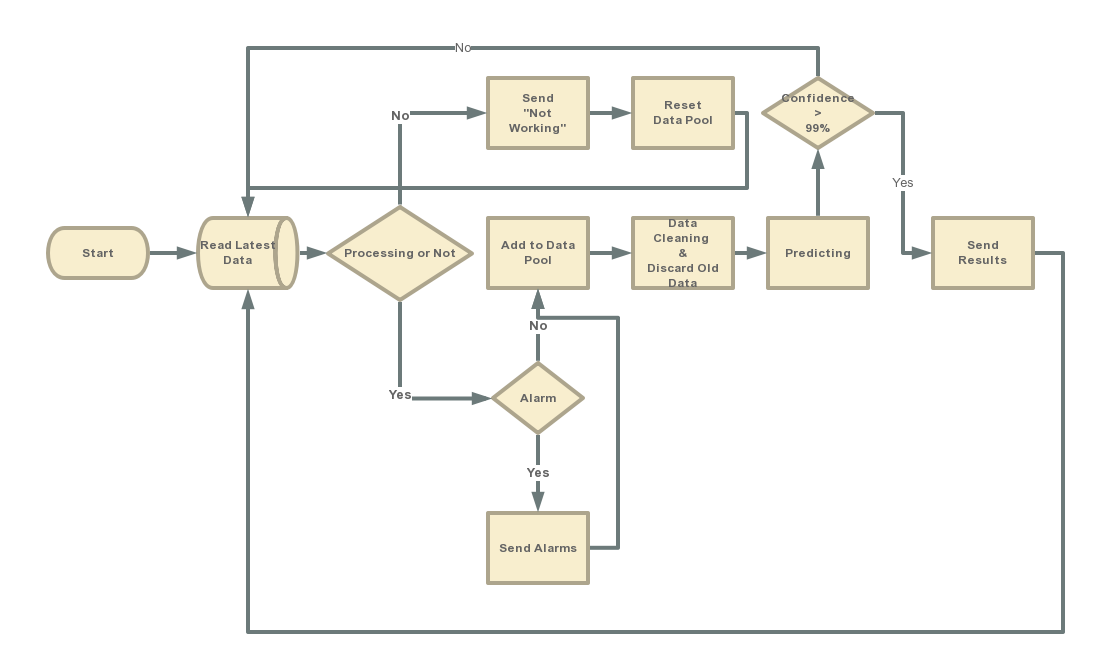 No
Send
"Not
Working"
Reset
Data Pool
Confidence
>
99%
No
Yes
Start
Read Latest
Data
Processing or Not
Add to Data
Pool
Data
Cleaning
&
Discard Old
Data
Predicting
Send
Results
No
Yes
Alarm
Yes
Send Alarms